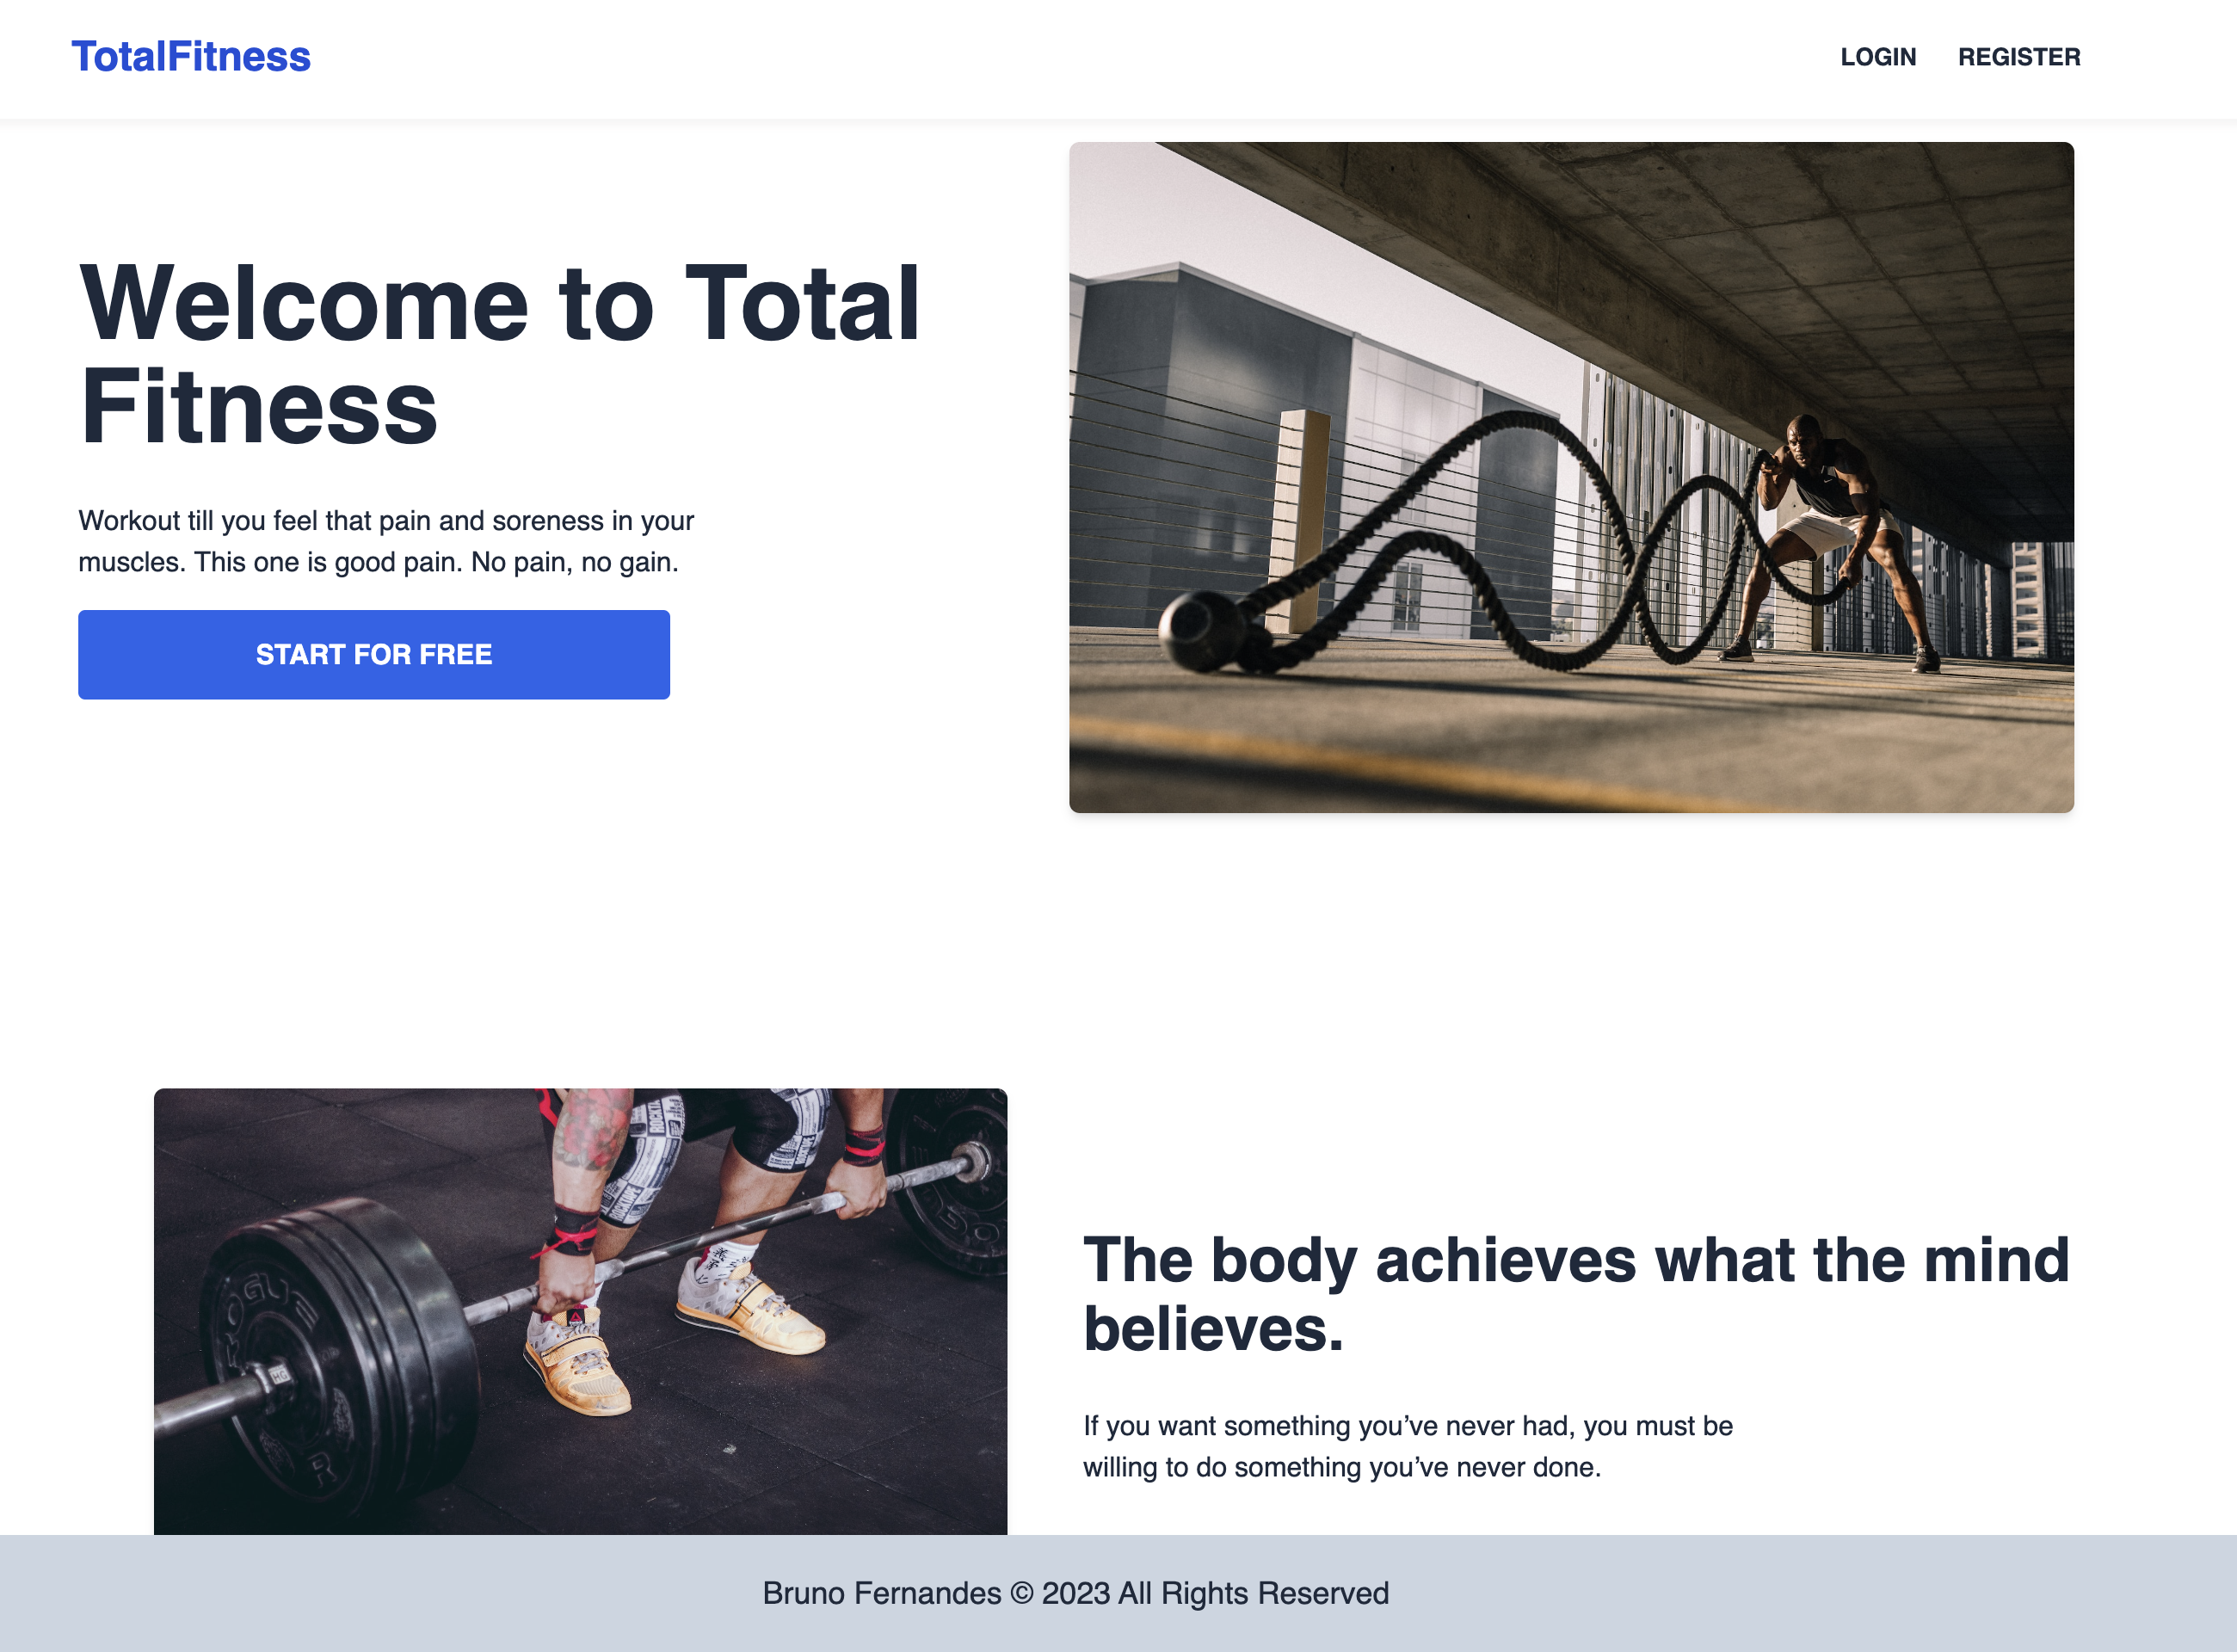 TotalFitness
LOGIN
REGISTER
Welcome to Total
Fitness
Workout till you feel that pain and soreness in your
muscles. This one is good pain. No pain, no gain.
START FOR FREE
ROGUE
HG
R
ROCKTAPE
The body achieves what the mind
believes.
If you want something you’ve never had, you must be
willing to do something you’ve never done.
Bruno Fernandes © 2023 All Rights Reserved